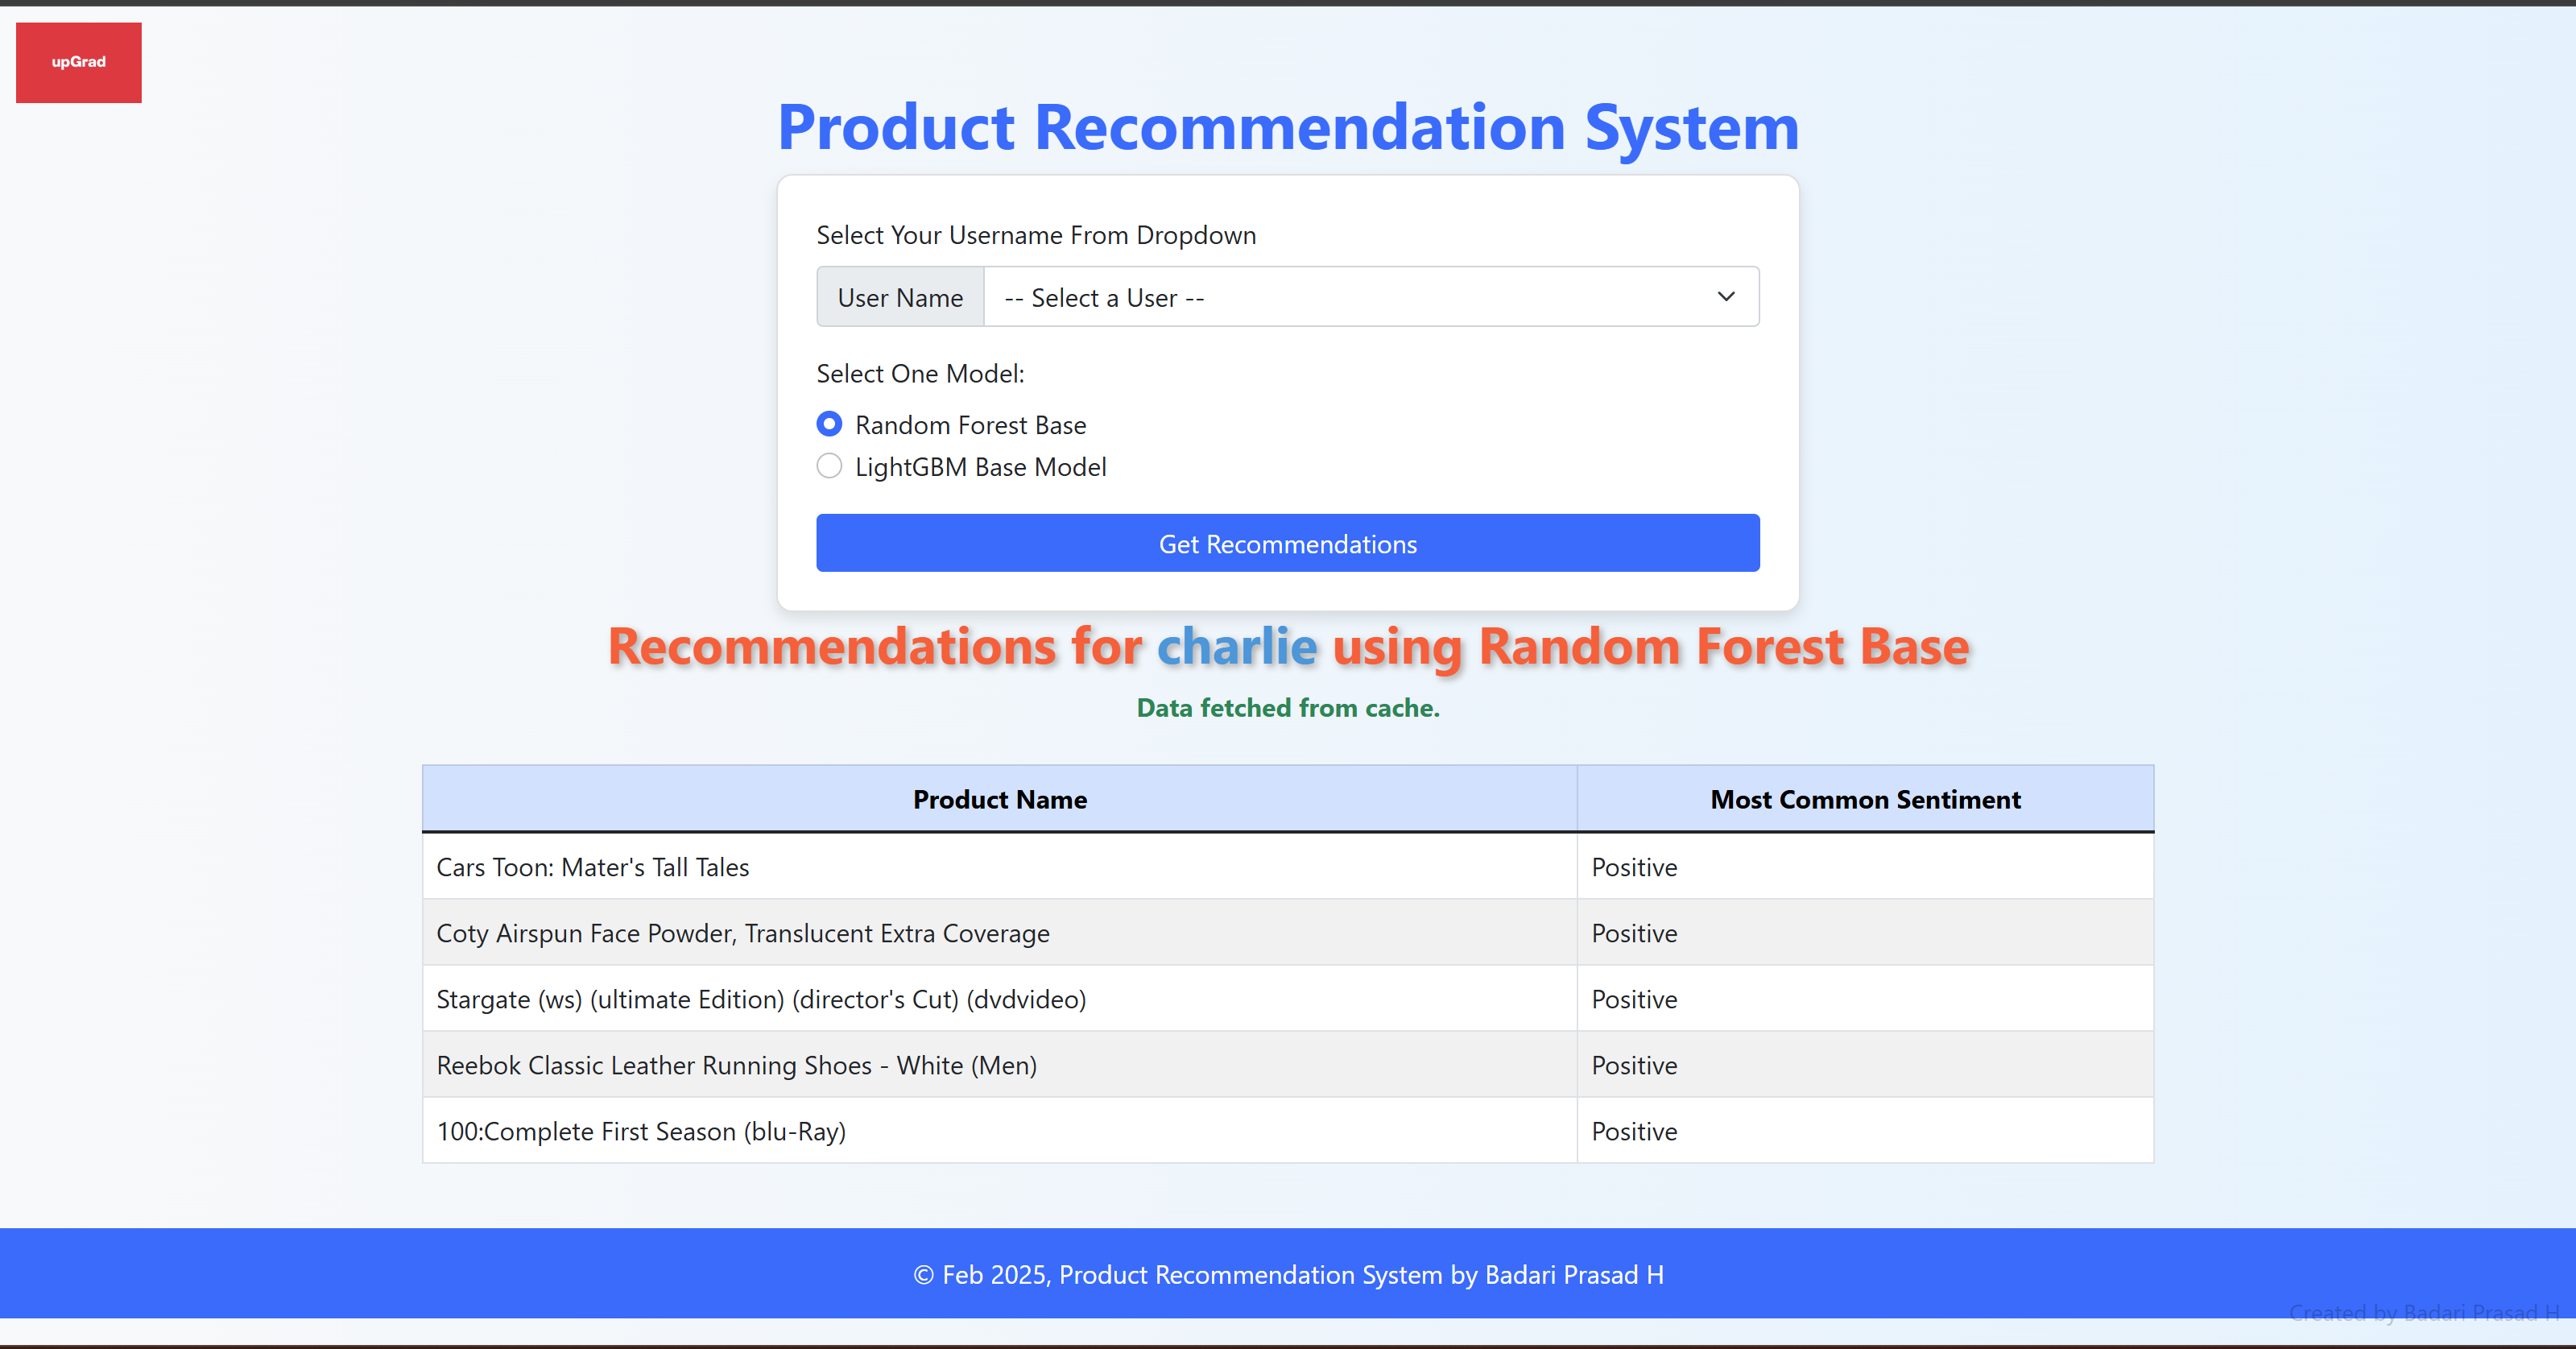 upGrad
Product Recommendation System
Select Your Username From Dropdown
User Name -- Select a User --
Select One Model:
Random Forest Base
LightGBM Base Model
Get Recommendations
Recommendations for charlie using Random Forest Base
Data fetched from cache.
Product Name Most Common Sentiment
Cars Toon: Mater's Tall Tales Positive
Coty Airspun Face Powder, Translucent Extra Coverage Positive
Stargate (ws) (ultimate Edition) (director's Cut) (dvdvideo) Positive
Reebok Classic Leather Running Shoes - White (Men) Positive
100:Complete First Season (blu-Ray) Positive
© Feb 2025, Product Recommendation System by Badari Prasad H
Created by Badari Prasad H